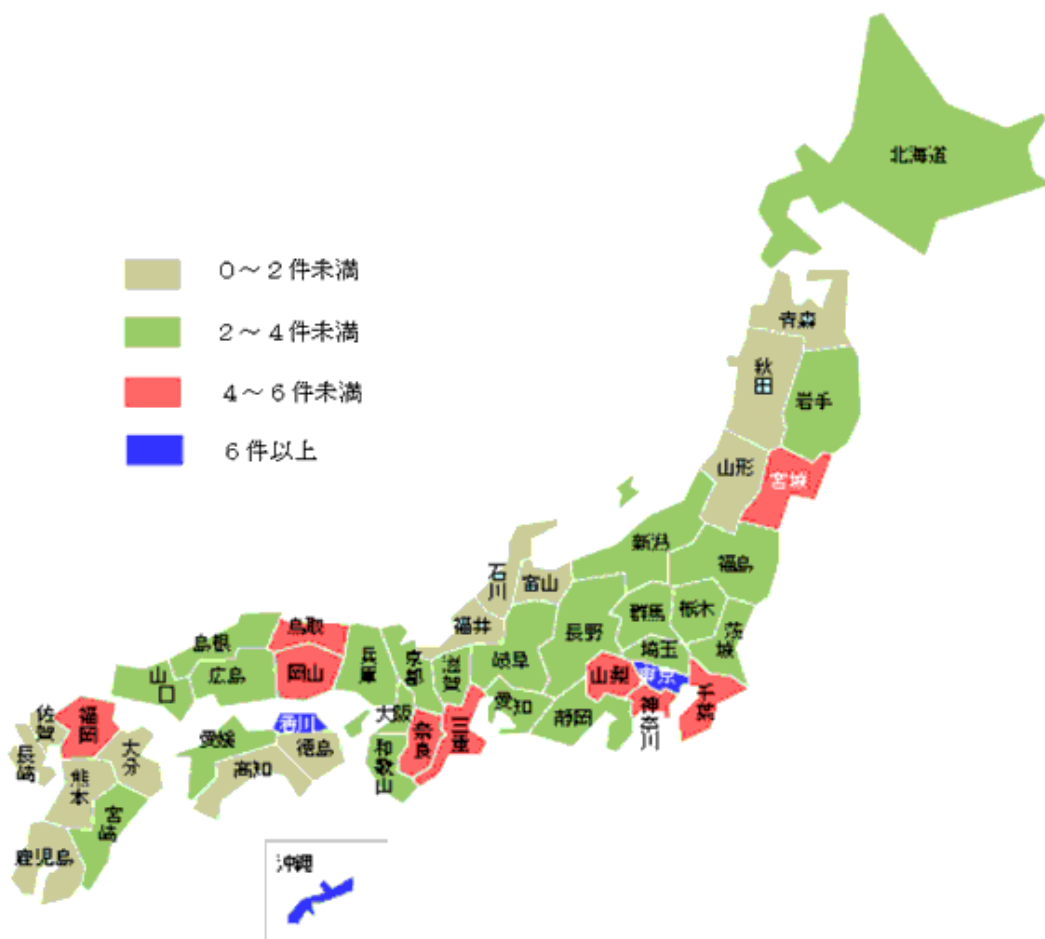 北海道
0～2件未満
2～4件未満
4～6件未満
6件以上
青森
秋田
岩手
山形
宮城
新潟
福島
石川
富山
福井
長野
群馬
栃木
茨城
埼玉
東京
千葉
神奈川
山梨
静岡
愛知
岐阜
滋賀
京都
兵庫
大阪
奈良
三重
和歌山
鳥取
島根
岡山
広島
山口
香川
徳島
愛媛
高知
福岡
佐賀
長崎
大分
熊本
宮崎
鹿児島
沖縄